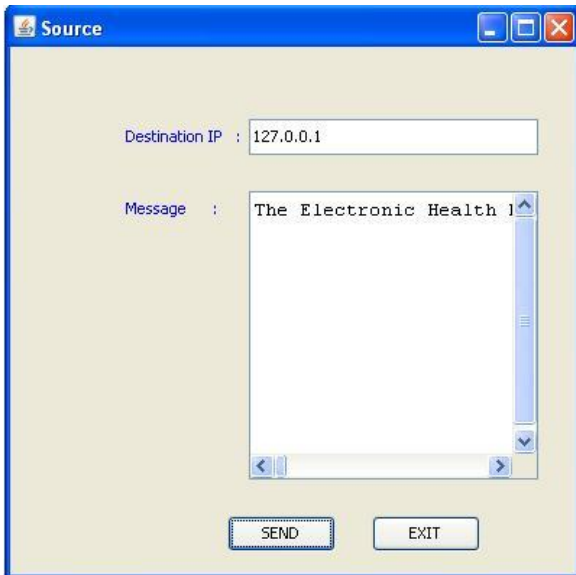 Source
Destination IP : 127.0.0.1
Message : The Electronic Health
SEND EXIT